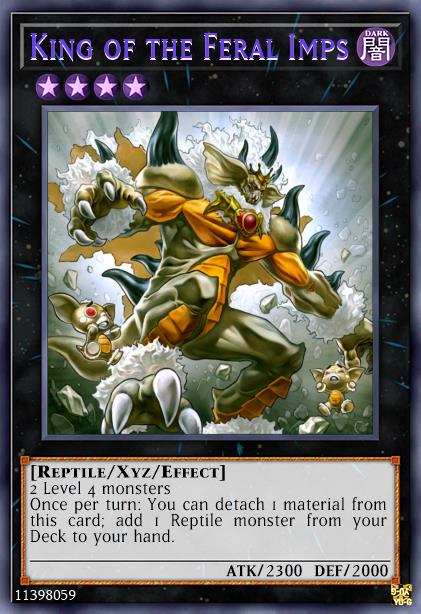 King of the Feral Imps
DARK
闇
[Reptile/Xyz/Effect]
2 Level 4 monsters
Once per turn: You can detach 1 material from
this card; add 1 Reptile monster from your
Deck to your hand.
ATK/2300 DEF/2000
11398059